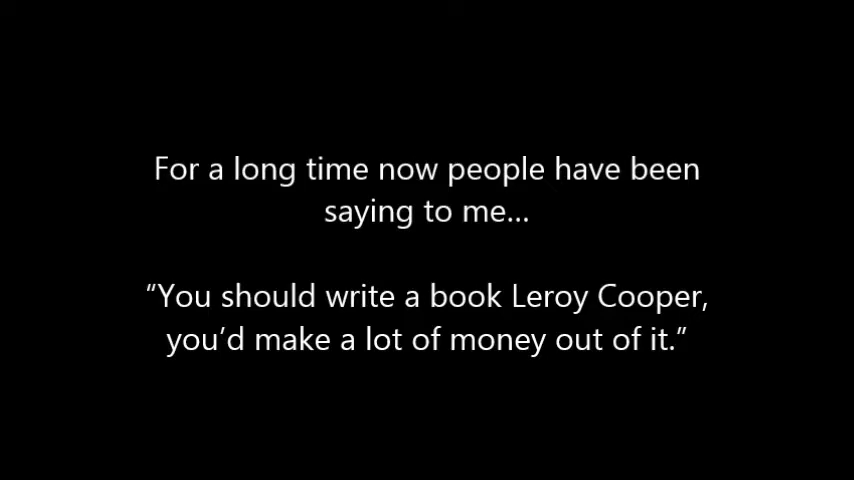 For a long time now people have been
saying to me...
“You should write a book Leroy Cooper,
you’d make a lot of money out of it.”